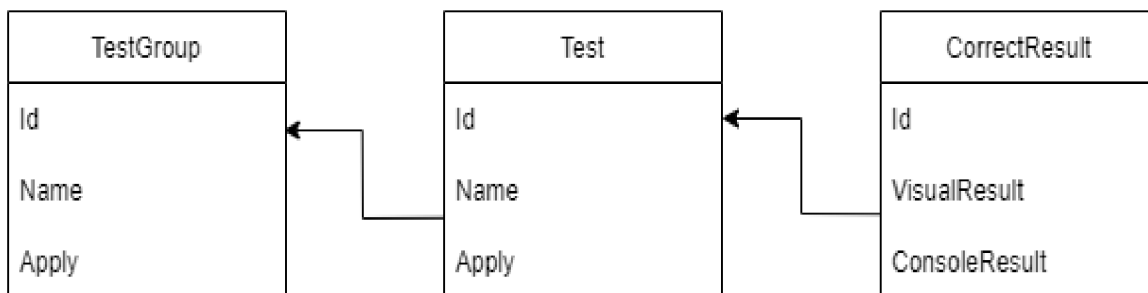 TestGroup
Id
Name
Apply
Test
Id
Name
Apply
CorrectResult
Id
VisualResult
ConsoleResult